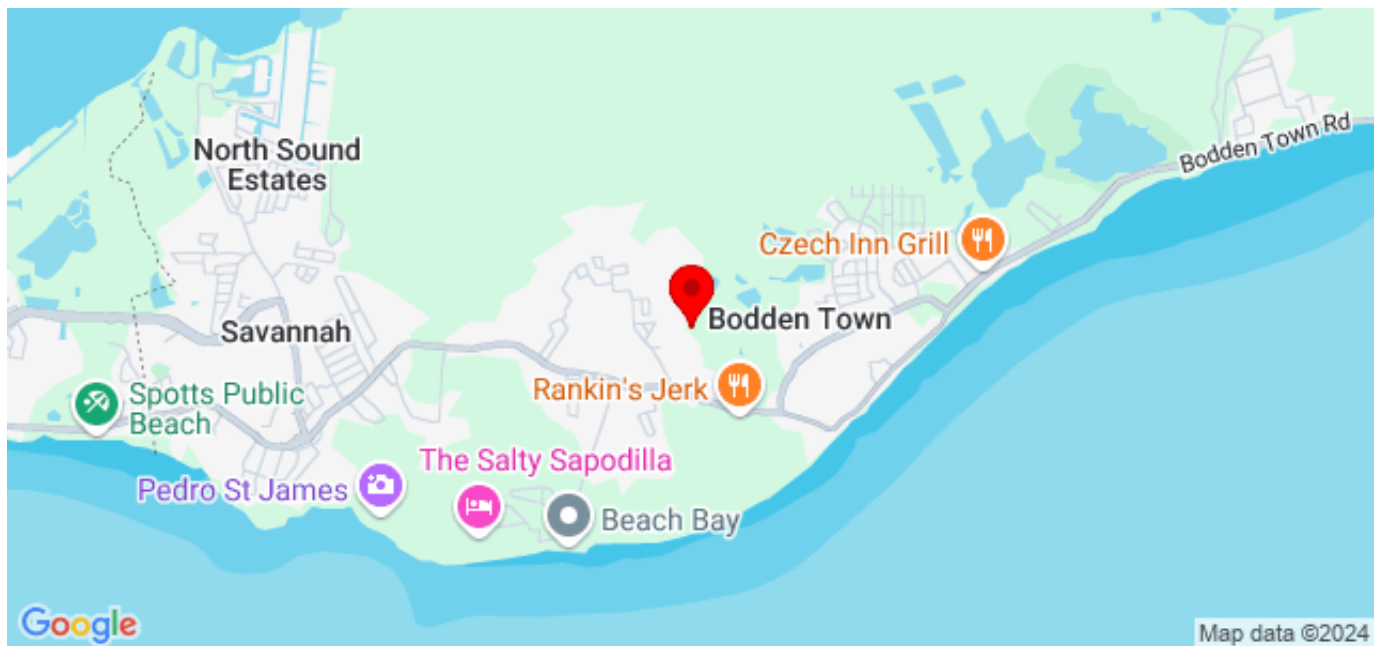 Bodden Town Rd
North Sound
Estates
Czech Inn Grill
Bodden Town
Savannah
Rankin's Jerk
Spotts Public
Beach
The Salty Sapodilla
Pedro St James
Beach Bay
Google
Map data ©2024